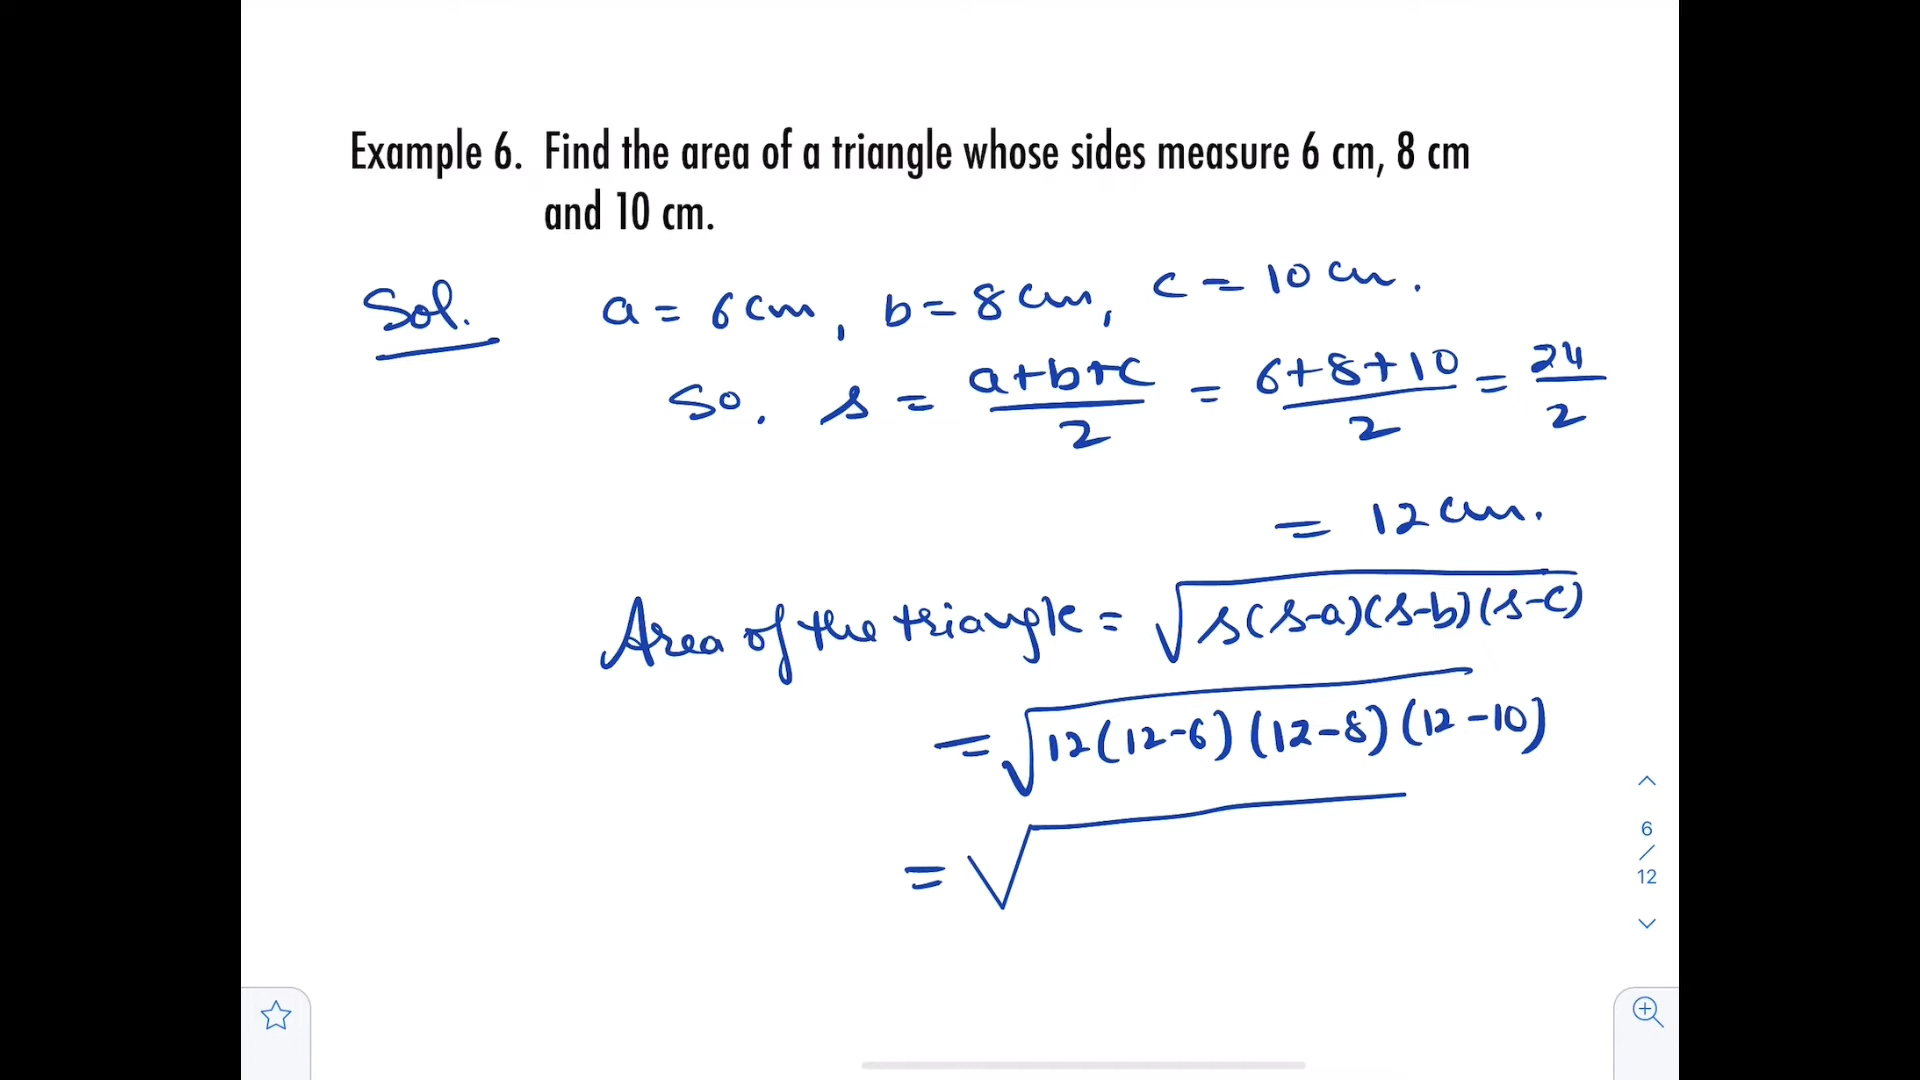 Example 6. Find the area of a triangle whose sides measure 6 cm, 8 cm
and 10 cm.
Sol. a = 6 cm, b = 8 cm, c = 10 cm.
So. s = a+b+c/2 = 6+8+10/2 = 24/2
= 12 cm.
Area of the triangle = √s(s-a)(s-b)(s-c)
= √12(12-6)(12-8)(12-10)
= √
6
/
12